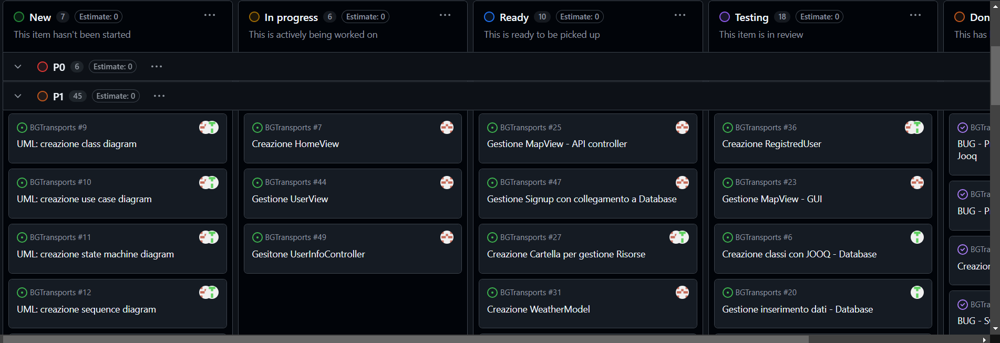 New 7 Estimate: 0
This item hasn't been started
In progress 6 Estimate: 0
This is actively being worked on
Ready 10 Estimate: 0
This is ready to be picked up
Testing 18 Estimate: 0
This item is in review
Don
This has
P0 6 Estimate: 0
P1 45 Estimate: 0
BGTransports #9
UML: creazione class diagram
BGTransports #10
UML: creazione use case diagram
BGTransports #11
UML: creazione state machine diagram
BGTransports #12
UML: creazione sequence diagram
BGTransports #7
Creazione HomeView
BGTransports #44
Gestione UserView
BGTransports #49
Gesitone UserInfoController
BGTransports #25
Gestione MapView - API controller
BGTransports #47
Gestione Signup con collegamento a Database
BGTransports #27
Creazione Cartella per gestione Risorse
BGTransports #31
Creazione WeatherModel
BGTransports #36
Creazione RegistredUser
BGTransports #23
Gestione MapView - GUI
BGTransports #6
Creazione classi con JOOQ - Database
BGTransports #20
Gestione inserimento dati - Database
BGTra
BUG - P
Jooq
BGTra
BUG - P
BGTra
Creazior
BGTra
BUG - S